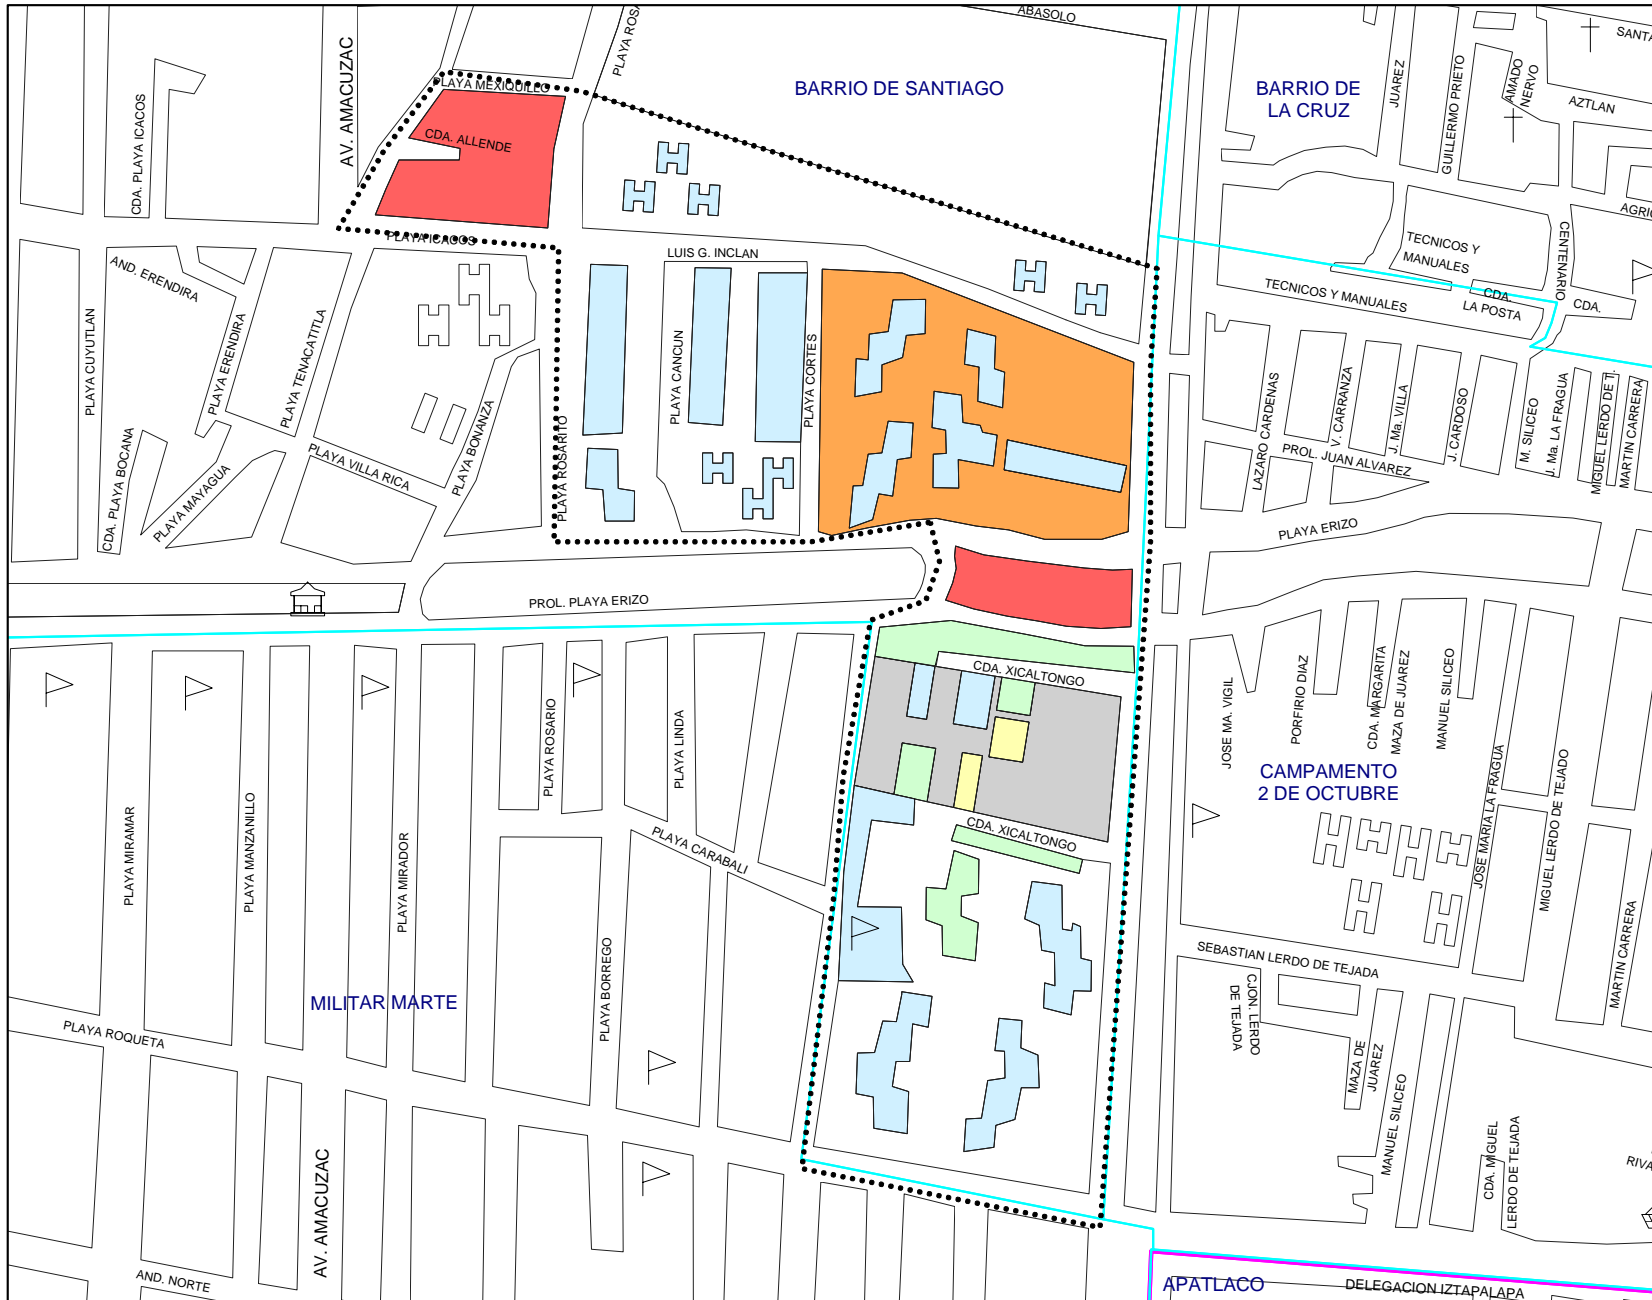 ABASOLO
SANTA
PLAYA ROSA
AV. AMACUZAC
PLAYA MEXIQUILLO
BARRIO DE SANTIAGO
BARRIO DE
LA CRUZ
JUAREZ
GUILLERMO PRIETO
AMADO
NERVO
AZTLAN
CDA. PLAYA ICACOS
CDA. ALLENDE
AGRIC
PLAYA ICACOS
LUIS G. INCLAN
TECNICOS Y
MANUALES
CENTENARIO
AND. ERENDIRA
TECNICOS Y MANUALES
CDA.
LA POSTA
CDA.
PLAYA CUYUTLAN
PLAYA ERENDIRA
PLAYA TENACATITLA
PLAYA CANCUN
PLAYA CORTES
LAZARO CARDENAS
V. CARRANZA
J. Ma. VILLA
J. CARDOSO
M. SILICEO
J. Ma. LA FRAGUA
MIGUEL LERDO DE T.
MARTIN CARRERA
CDA. PLAYA BOCANA
PLAYA MAYAGUA
PLAYA VILLA RICA
PLAYA BONANZA
PLAYA ROSARITO
PROL. JUAN ALVAREZ
PLAYA ERIZO
PROL. PLAYA ERIZO
CDA. XICALTONGO
PLAYA ROSARIO
PLAYA LINDA
JOSE MA. VIGIL
PORFIRIO DIAZ
CDA. MARGARITA
MAZA DE JUAREZ
MANUEL SILICEO
CAMPAMENTO
2 DE OCTUBRE
JOSE MARIA LA FRAGUA
MIGUEL LERDO DE TEJADO
PLAYA MIRAMAR
PLAYA MANZANILLO
PLAYA MIRADOR
PLAYA CARABALI
CDA. XICALTONGO
PLAYA BORREGO
SEBASTIAN LERDO DE TEJADA
MARTIN CARRERA
MILITAR MARTE
CJON. LERDO
DE TEJADA
PLAYA ROQUETA
MAZA DE
JUAREZ
MANUEL SILICEO
CDA. MIGUEL
LERDO DE TEJADA
RIVA
AV. AMACUZAC
AND. NORTE
APATLACO
DELEGACION IZTAPALAPA